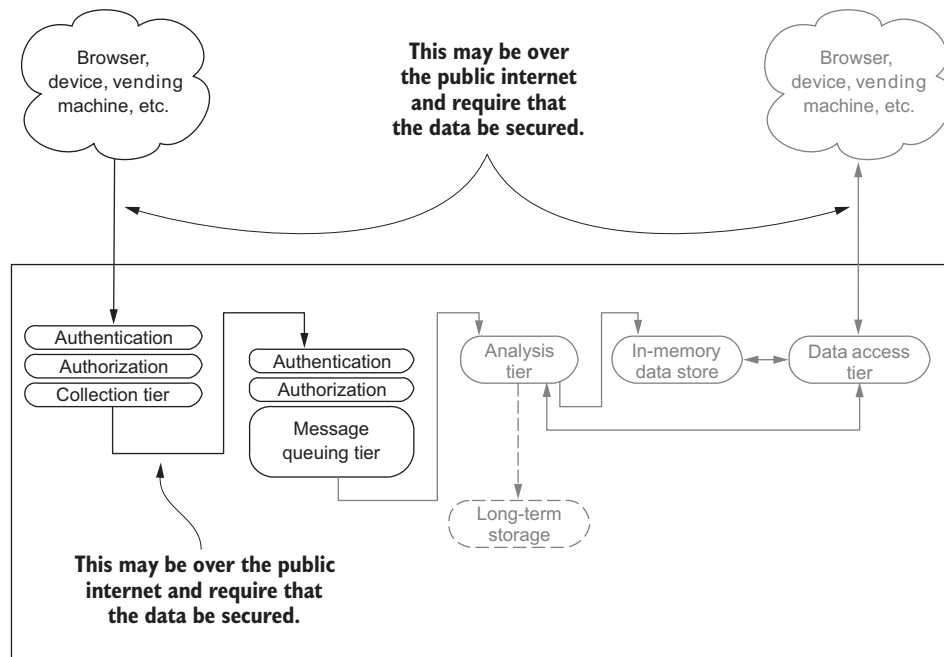 Browser,
device, vending
machine, etc.
This may be over
the public internet
and require that
the data be secured.
Browser,
device, vending
machine, etc.
Authentication
Authorization
Collection tier
Authentication
Authorization
Message
queuing tier
Analysis
tier
In-memory
data store
Data access
tier
Long-term
storage
This may be over the public
internet and require that
the data be secured.